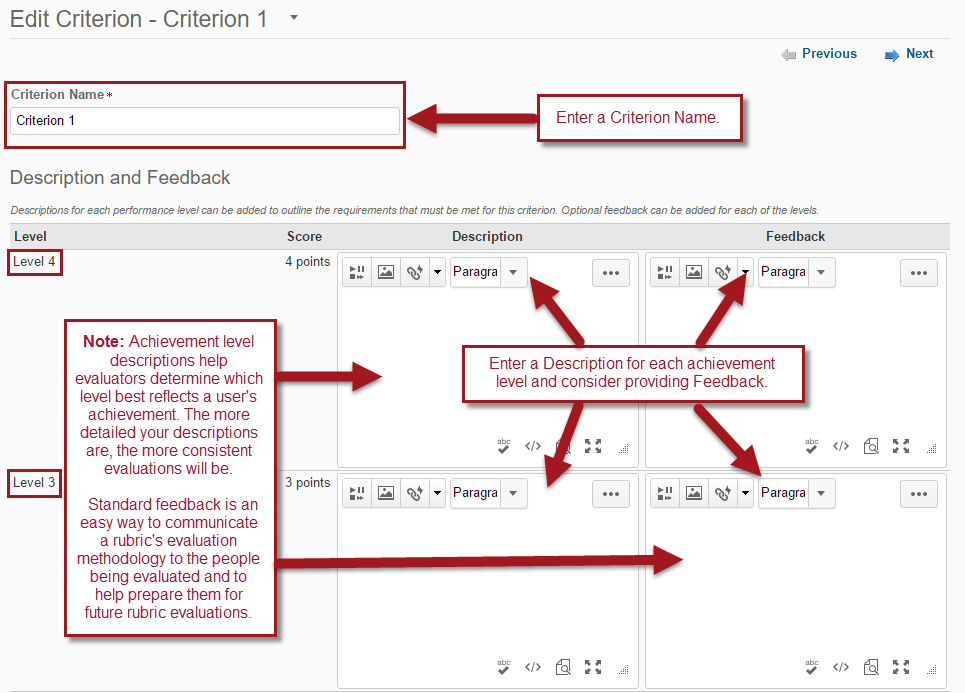 Edit Criterion - Criterion 1
Previous
Next
Criterion Name *
Criterion 1
Enter a Criterion Name.
Description and Feedback
Descriptions for each performance level can be added to outline the requirements that must be met for this criterion. Optional feedback can be added for each of the levels.
Level Score Description Feedback
Level 4
4 points
Paragra
Paragra
Enter a Description for each achievement
level and consider providing Feedback.
Note: Achievement level
descriptions help
evaluators determine which
level best reflects a user's
achievement. The more
detailed your descriptions
are, the more consistent
evaluations will be.
Standard feedback is an
easy way to communicate
a rubric's evaluation
methodology to the people
being evaluated and to
help prepare them for
future rubric evaluations.
abc </>
abc </>
Level 3
3 points
Paragra
Paragra
abc </>
abc </>